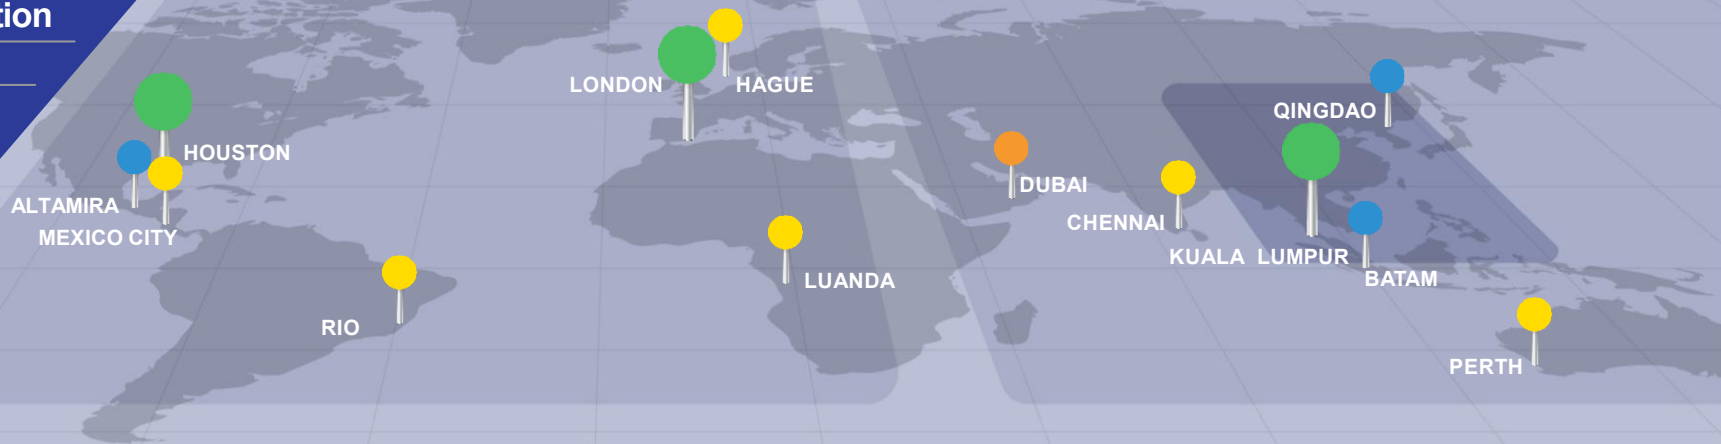 tion
LONDON
HAGUE
QINGDAO
HOUSTON
DUBAI
ALTAMIRA
CHENNAI
MEXICO CITY
KUALA LUMPUR
LUANDA
BATAM
RIO
PERTH